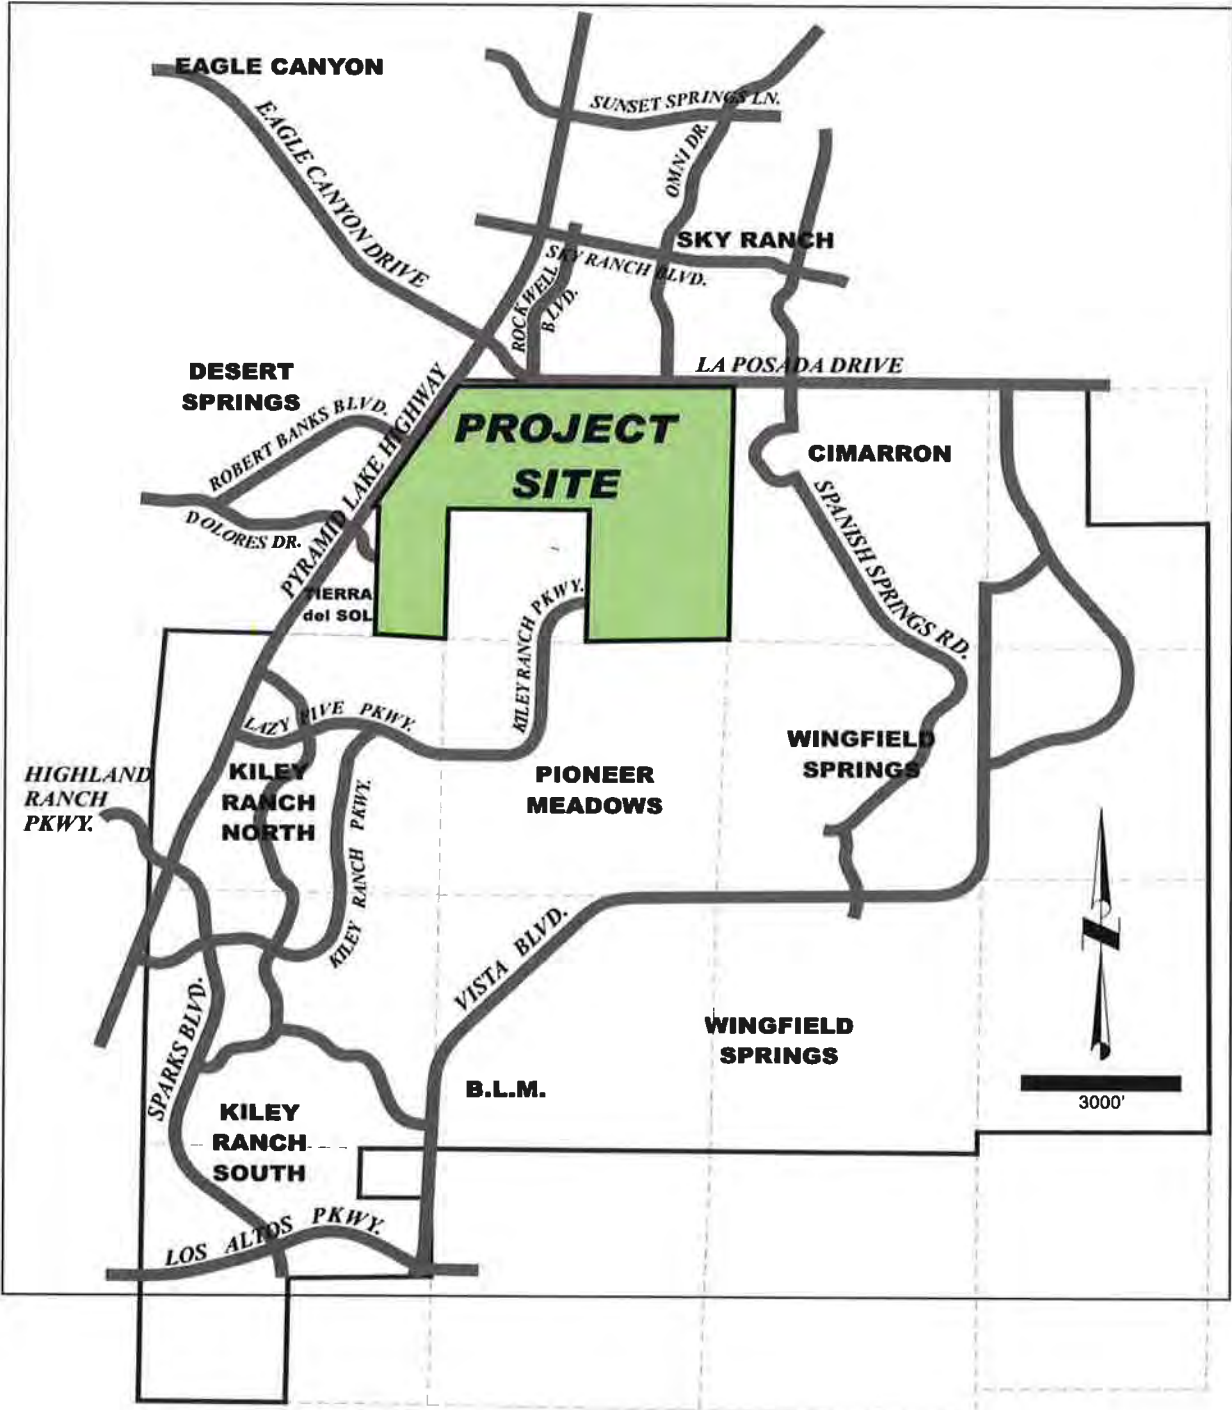 EAGLE CANYON
SUNSET SPRINGS LN.
EAGLE CANYON DRIVE
OMNI DR.
SKY RANCH
SKY RANCH BLVD.
ROCKWELL
BLVD.
LA POSADA DRIVE
DESERT
SPRINGS
ROBERT BANKS BLVD.
PYRAMID LAKE HIGHWAY
PROJECT
SITE
CIMARRON
SPANISH SPRINGS RD.
DOLORES DR.
TIERRA
del SOL
KILEY RANCH PKWY.
LAZY FIVE PKWY.
WINGFIELD
SPRINGS
HIGHLAND
RANCH
PKWY.
KILEY
RANCH
NORTH
PIONEER
MEADOWS
KILEY RANCH PKWY.
VISTA BLVD.
SPARKS BLVD.
WINGFIELD
SPRINGS
B.L.M.
N
3000'
KILEY
RANCH
SOUTH
LOS ALTOS PKWY.